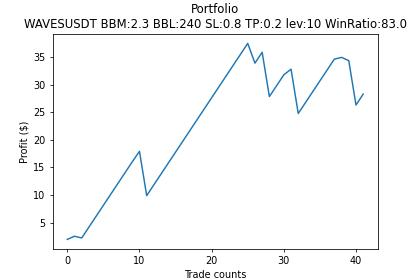 Portfolio
WAVESUSDT BBM:2.3 BBL:240 SL:0.8 TP:0.2 lev:10 WinRatio:83.0
35
30
25
20
15
10
5
Profit ($)
0 10 20 30 40
Trade counts